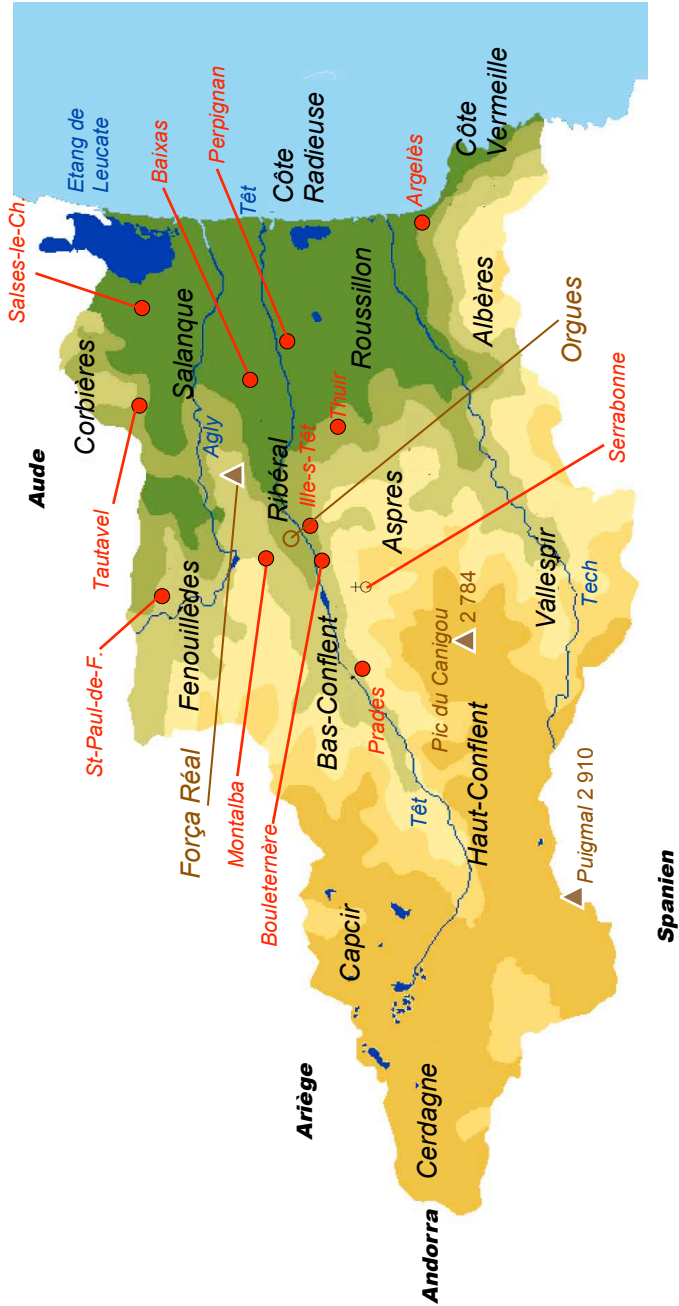 Salses-le-Ch.
Aude
Etang de
Leucate
Corbières
St-Paul-de-F.
Tautavel
Baixas
Salanque
Fenouillèdes
Força Réal
Agly
Perpignan
Montalba
Têt
Ribéral
Bouleternère
Côte
Radieuse
Ariège
Ille-s-Têt
Bas-Conflent
Thuir
Capcir
Roussillon
Prades
Aspres
Têt
Argelès
Andorra
Cerdagne
Pic du Canigou
2 784
Côte
Vermeille
Haut-Conflent
Albères
Vallespir
Orgues
Tech
Puigmal 2 910
Serrabonne
Spanien